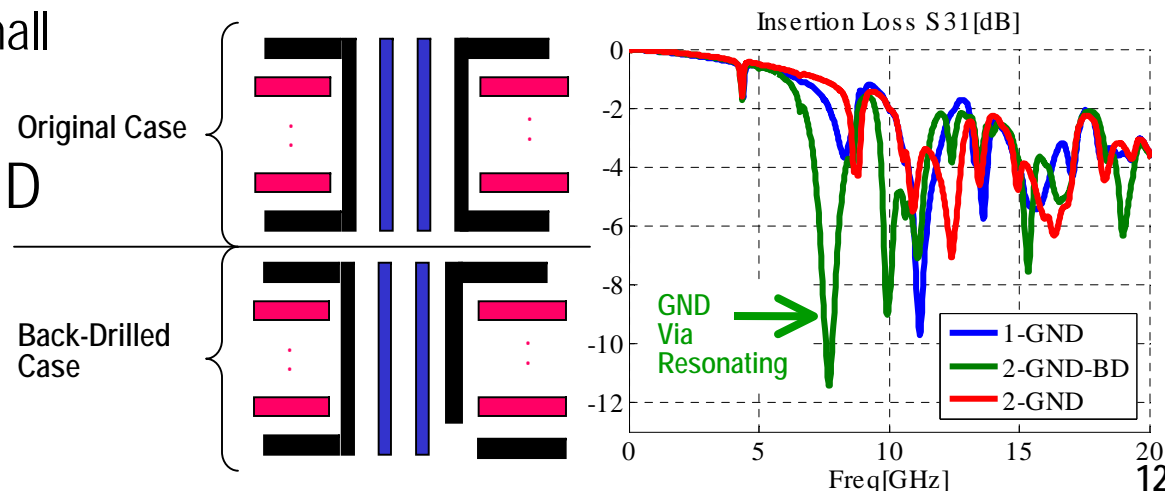 Original Case
D
Back-Drilled
Case
Insertion Loss S31[dB]
0
-2
-4
-6
-8
-10
-12
GND
Via
Resonating
1-GND
2-GND-BD
2-GND
0
5
10
15
20
Freq[GHz]
12